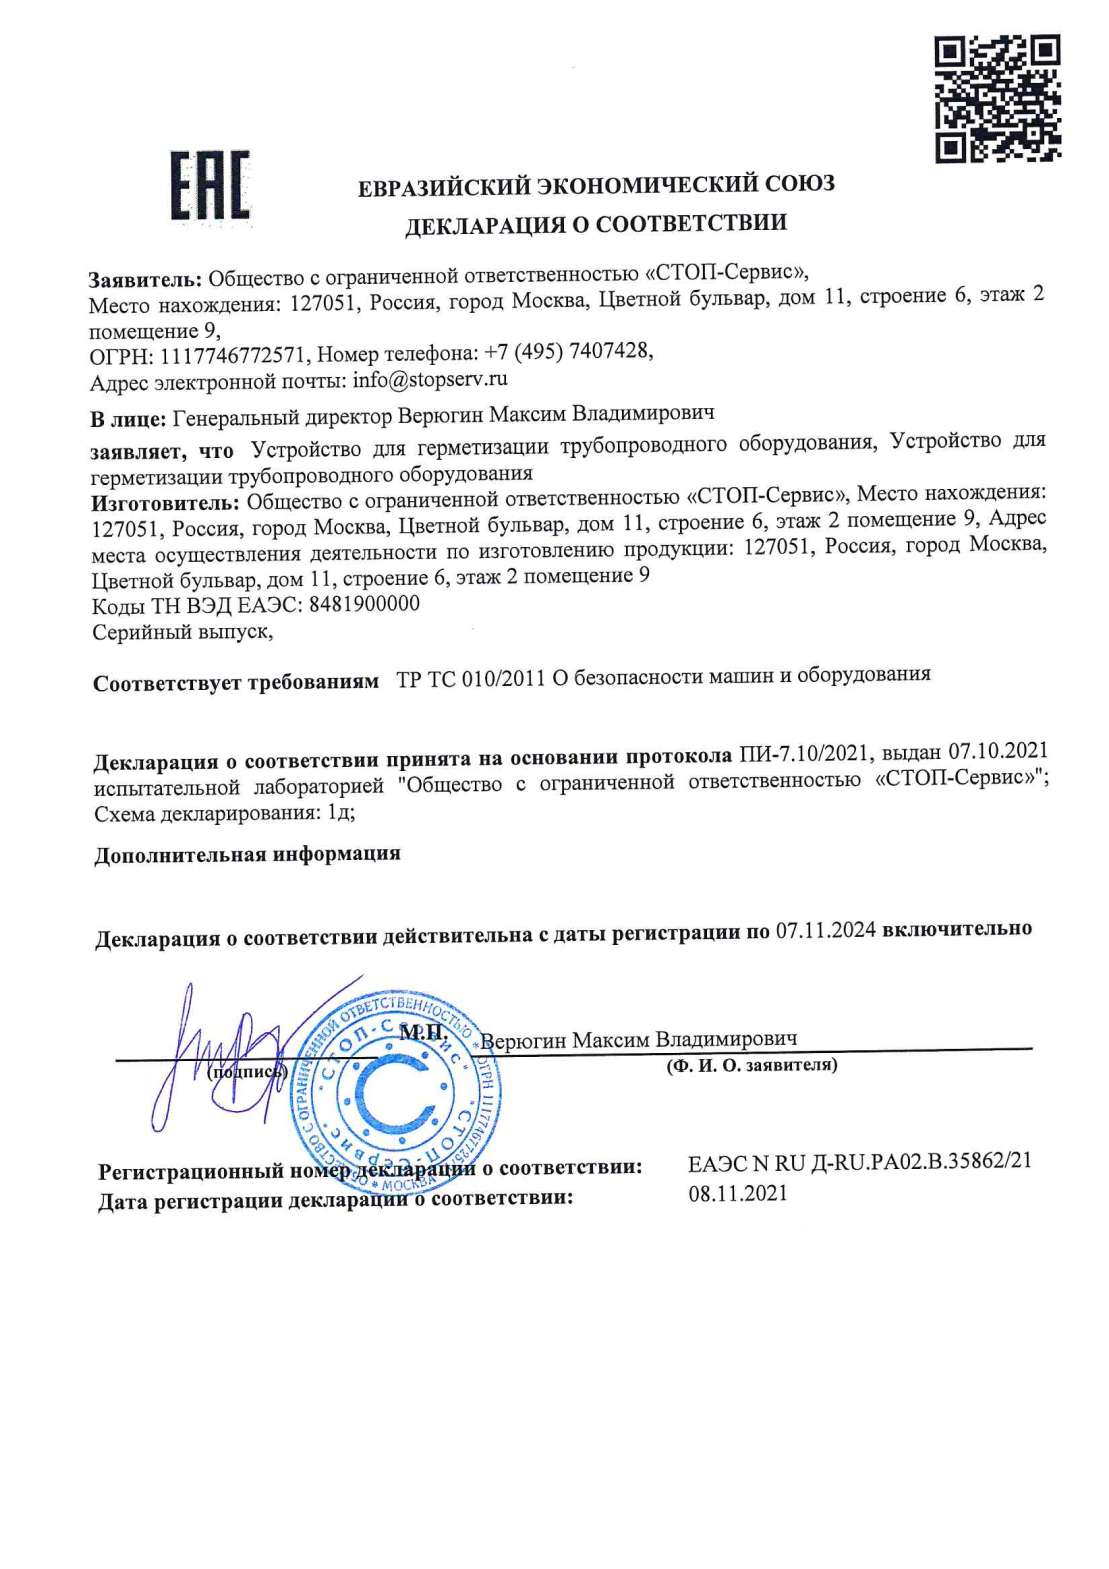 ЕАС
ЕВРАЗИЙСКИЙ ЭКОНОМИЧЕСКИЙ СОЮЗ
ДЕКЛАРАЦИЯ О СООТВЕТСТВИИ
Заявитель: Общество с ограниченной ответственностью «СТОП-Сервис»,
Место нахождения: 127051, Россия, город Москва, Цветной бульвар, дом 11, строение 6, этаж 2
помещение 9,
ОГРН: 1117746772571, Номер телефона: +7 (495) 7407428,
Адрес электронной почты: info@stopserv.ru
В лице: Генеральный директор Верюгин Максим Владимирович
заявляет, что Устройство для герметизации трубопроводного оборудования, Устройство для
герметизации трубопроводного оборудования
Изготовитель: Общество с ограниченной ответственностью «СТОП-Сервис», Место нахождения:
127051, Россия, город Москва, Цветной бульвар, дом 11, строение 6, этаж 2 помещение 9, Адрес
места осуществления деятельности по изготовлению продукции: 127051, Россия, город Москва,
Цветной бульвар, дом 11, строение 6, этаж 2 помещение 9
Коды ТН ВЭД ЕАЭС: 8481900000
Серийный выпуск,
Соответствует требованиям ТР ТС 010/2011 О безопасности машин и оборудования
Декларация о соответствии принята на основании протокола ПИ-7.10/2021, выдан 07.10.2021
испытательной лабораторией "Общество с ограниченной ответственностью «СТОП-Сервис»";
Схема декларирования: 1д;
Дополнительная информация
Декларация о соответствии действительна с даты регистрации по 07.11.2024 включительно
М.П.
Верюгин Максим Владимирович
(подпись)
(Ф. И. О. заявителя)
ОБЩЕСТВО С ОГРАНИ�ченНОЙ ОТВЕТСТВЕННОСТЬЮ * ОГРН 1117746772571 * МОСКВА *
"СТОП-Сервис" "СТОП-Сервис"
Регистрационный номер декларации о соответствии: ЕАЭС N RU Д-RU.РА02.В.35862/21
Дата регистрации декларации о соответствии: 08.11.2021